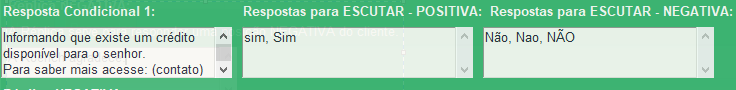 Resposta Condicional 1:
Respostas para ESCUTAR - POSITIVA:
Respostas para ESCUTAR - NEGATIVA:
Informando que existe um crédito
disponível para o senhor.
Para saber mais acesse: (contato)
sim, Sim
Não, Nao, NÃO